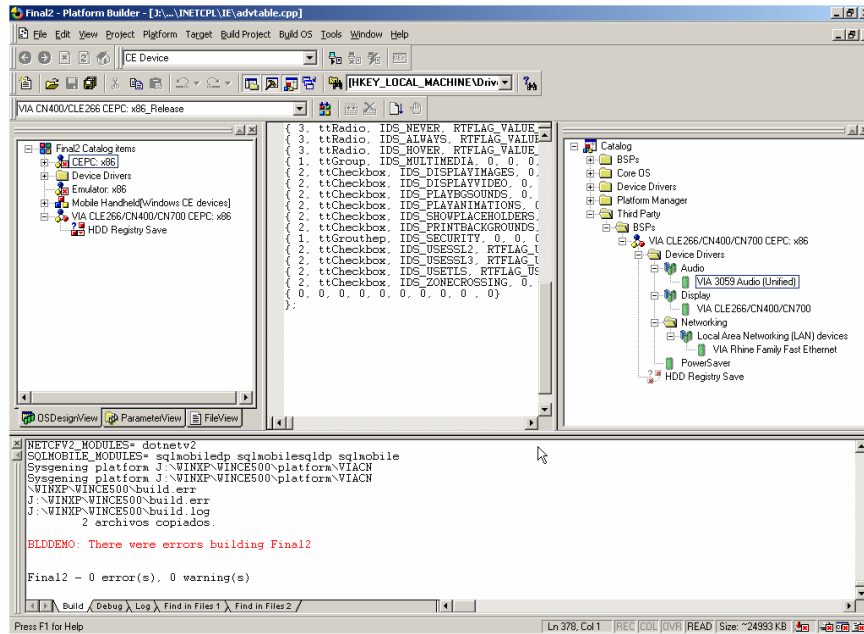 Final2 - Platform Builder - [J:\...\INETCPL\IE\advtable.cpp]
File Edit View Project Platform Target Build Project Build OS Tools Window Help
CE Device
[HKEY_LOCAL_MACHINE\Drive
VIA CN400/CLE266 CEPC: x86_Release
Final2 Catalog items
CEPC: x86
Device Drivers
Emulator: x86
Mobile Handheld[Windows CE devices]
VIA CLE266/CN400/CN700 CEPC: x86
HDD Registry Save
OSDesignView ParameterView FileView
{ 3, ttRadio, IDS_NEVER, RTFLAG_VALUE_
{ 3, ttRadio, IDS_ALWAYS, RTFLAG_VALUE
{ 3, ttRadio, IDS_HOVER, RTFLAG_VALUE_
{ 1, ttGroup, IDS_MULTIMEDIA, 0, 0, 0,
{ 2, ttCheckbox, IDS_DISPLAYIMAGES, 0,
{ 2, ttCheckbox, IDS_DISPLAYVIDEO, 0,
{ 2, ttCheckbox, IDS_PLAYBGSOUNDS, 0,
{ 2, ttCheckbox, IDS_PLAYANIMATIONS, 0
{ 2, ttCheckbox, IDS_SHOWPLACEHOLDERS,
{ 2, ttCheckbox, IDS_PRINTBACKGROUNDS,
{ 1, ttGrouthep, IDS_SECURITY, 0, 0, 0
{ 2, ttCheckbox, IDS_USESSL2, RTFLAG_U
{ 2, ttCheckbox, IDS_USESSL3, RTFLAG_U
{ 2, ttCheckbox, IDS_USETLS, RTFLAG_US
{ 2, ttCheckbox, IDS_ZONECROSSING, 0,
{ 0, 0, 0, 0, 0, 0, 0, 0 , 0}
};
Catalog
BSPs
Core OS
Device Drivers
Platform Manager
Third Party
BSPs
VIA CLE266/CN400/CN700 CEPC: x86
Device Drivers
Audio
VIA 3059 Audio (Unified)
Display
VIA CLE266/CN400/CN700
Networking
Local Area Networking (LAN) devices
VIA Rhine Family Fast Ethernet
PowerSaver
HDD Registry Save
NETCFV2_MODULES= dotnetv2
SQLMOBILE_MODULES= sqlmobiledp sqlmobilesqldp sqlmobile
Sysgening platform J:\WINXP\WINCE500\platform\VIACN
Sysgening platform J:\WINXP\WINCE500\platform\VIACN
\WINXP\WINCE500\build.err
J:\WINXP\WINCE500\build.err
J:\WINXP\WINCE500\build.log
2 archivos copiados.
BLDDEMO: There were errors building Final2
Final2 - 0 error(s), 0 warning(s)
Build Debug Log Find in Files 1 Find in Files 2
Press F1 for Help Ln 378, Col 1 REC COL OVR READ Size: ~24993 KB